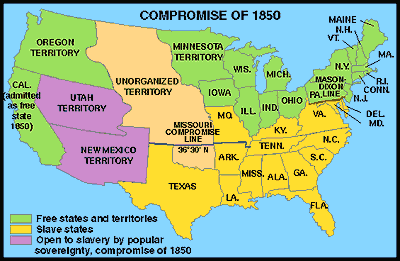 COMPROMISE OF 1850
OREGON
TERRITORY
MINNESOTA
TERRITORY
UNORGANIZED
TERRITORY
MAINE
N.H.
VT.
MA.
N.Y.
R.I.
CONN.
N.J.
DEL.
MD.
WIS.
MICH.
MASON-
DIXON
LINE
PA.
CAL.
(admitted
as free
state
1850)
UTAH
TERRITORY
IOWA
ILL.
IND.
OHIO
MISSOURI
COMPROMISE
LINE
36°30' N
MO.
KY.
VA.
NEW MEXICO
TERRITORY
ARK.
TENN.
N.C.
S.C.
TEXAS
LA.
MISS.
ALA.
GA.
FLA.
Free states and territories
Slave states
Open to slavery by popular
sovereignty, compromise of 1850